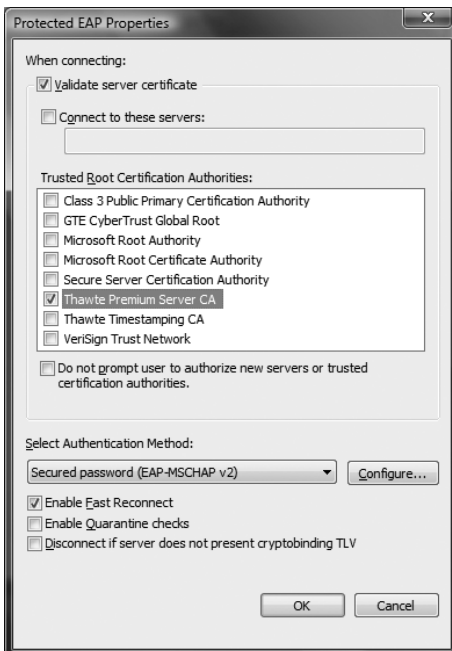 Protected EAP Properties
x
When connecting:
Validate server certificate
Connect to these servers:
Trusted Root Certification Authorities:
Class 3 Public Primary Certification Authority
GTE CyberTrust Global Root
Microsoft Root Authority
Microsoft Root Certificate Authority
Secure Server Certification Authority
Thawte Premium Server CA
Thawte Timestamping CA
VeriSign Trust Network
Do not prompt user to authorize new servers or trusted
certification authorities.
Select Authentication Method:
Secured password (EAP-MSCHAP v2)
Configure...
Enable Fast Reconnect
Enable Quarantine checks
Disconnect if server does not present cryptobinding TLV
OK
Cancel